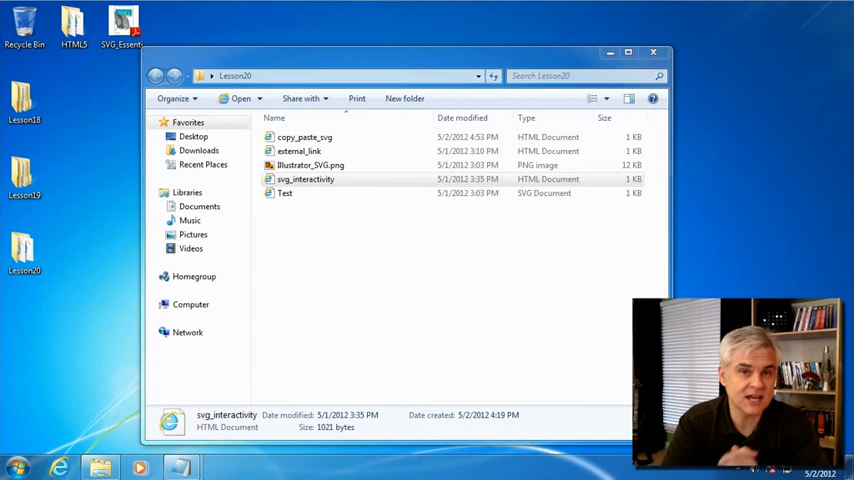 Recycle Bin
HTML5
SVG_Essenti
Lesson18
Lesson19
Lesson20
Lesson20
Search Lesson20
Organize
Open
Share with
Print
New folder
Name
Date modified
Type
Size
copy_paste_svg
5/2/2012 4:53 PM
HTML Document
1 KB
external_link
5/1/2012 3:10 PM
HTML Document
1 KB
Illustrator_SVG.png
5/1/2012 3:03 PM
PNG image
12 KB
svg_interactivity
5/1/2012 3:35 PM
HTML Document
1 KB
Test
5/1/2012 3:03 PM
SVG Document
1 KB
Favorites
Desktop
Downloads
Recent Places
Libraries
Documents
Music
Pictures
Videos
Homegroup
Computer
Network
svg_interactivity Date modified: 5/1/2012 3:35 PM Date created: 5/2/2012 4:19 PM
HTML Document Size: 1021 bytes
5/2/2012